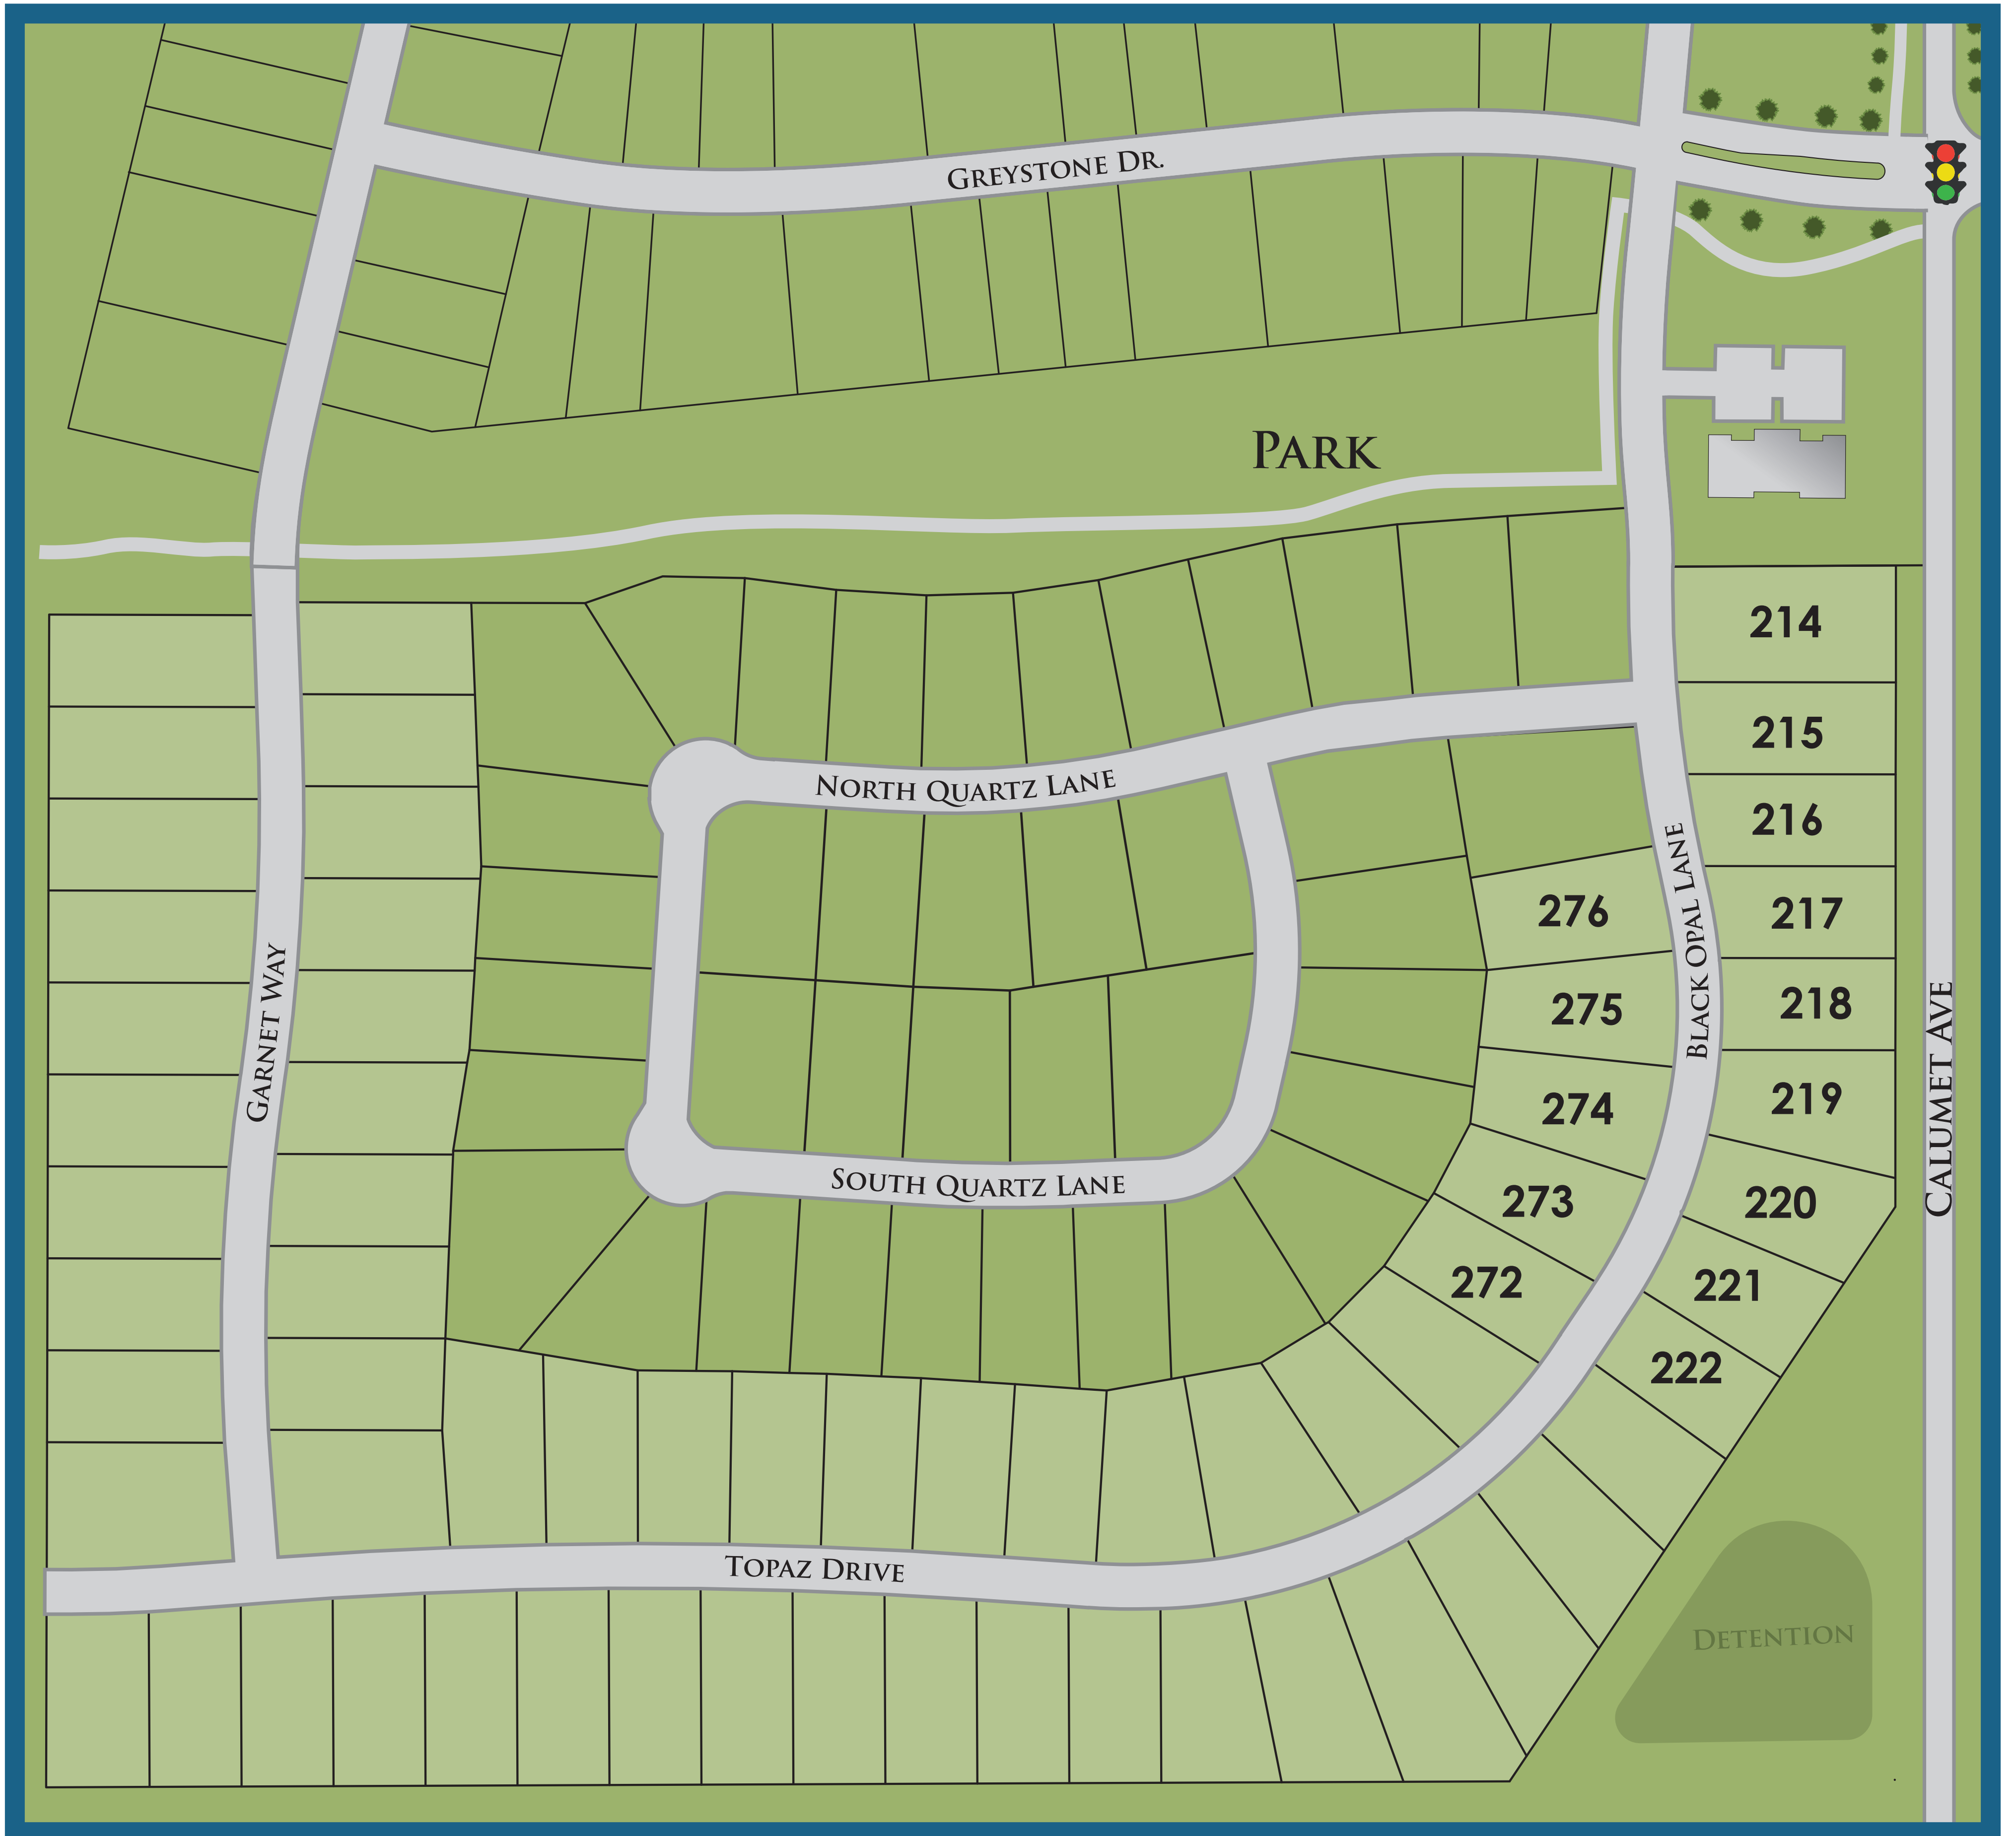 GREYSTONE DR.
PARK
214
215
NORTH QUARTZ LANE
216
BLACK OPAL LANE
276
217
275
218
GARNET WAY
CALUMET AVE
274
219
SOUTH QUARTZ LANE
273
220
272
221
222
TOPAZ DRIVE
DETENTION